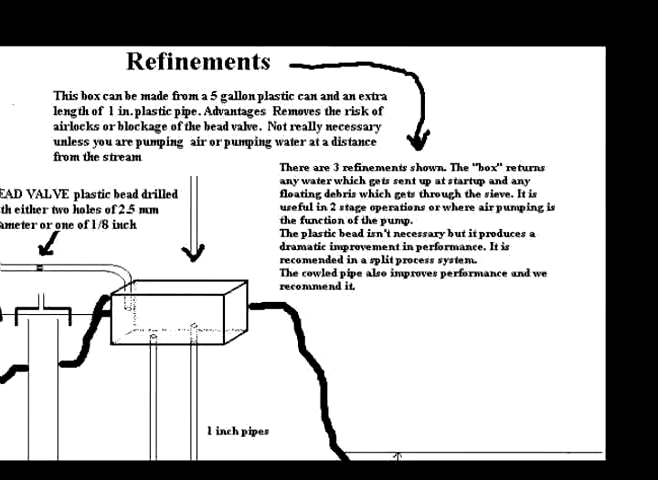 Refinements
This box can be made from a 5 gallon plastic can and an extra
length of 1 in. plastic pipe. Advantages Removes the risk of
airlocks or blockage of the bead valve. Not really necessary
unless you are pumping air or pumping water at a distance
from the stream
There are 3 refinements shown. The "box" returns
any water which gets sent up at startup and any
floating debris which gets through the sieve. It is
useful in 2 stage operations or where air pumping is
the function of the pump.
The plastic bead isn't necessary but it produces a
dramatic improvement in performance. It is
recomended in a split process system.
The cowled pipe also improves performance and we
recommend it.
EAD VALVE plastic bead drilled
th either two holes of 2.5 mm
ameter or one of 1/8 inch
1 inch pipes